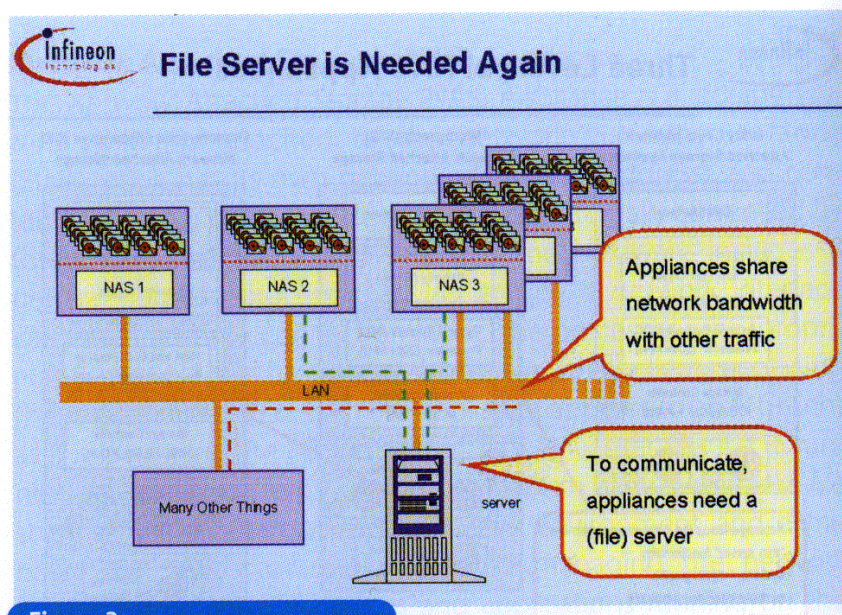 Infineon
technologies
File Server is Needed Again
NAS 1
NAS 2
NAS 3
Appliances share
network bandwidth
with other traffic
LAN
To communicate,
appliances need a
(file) server
server
Many Other Things